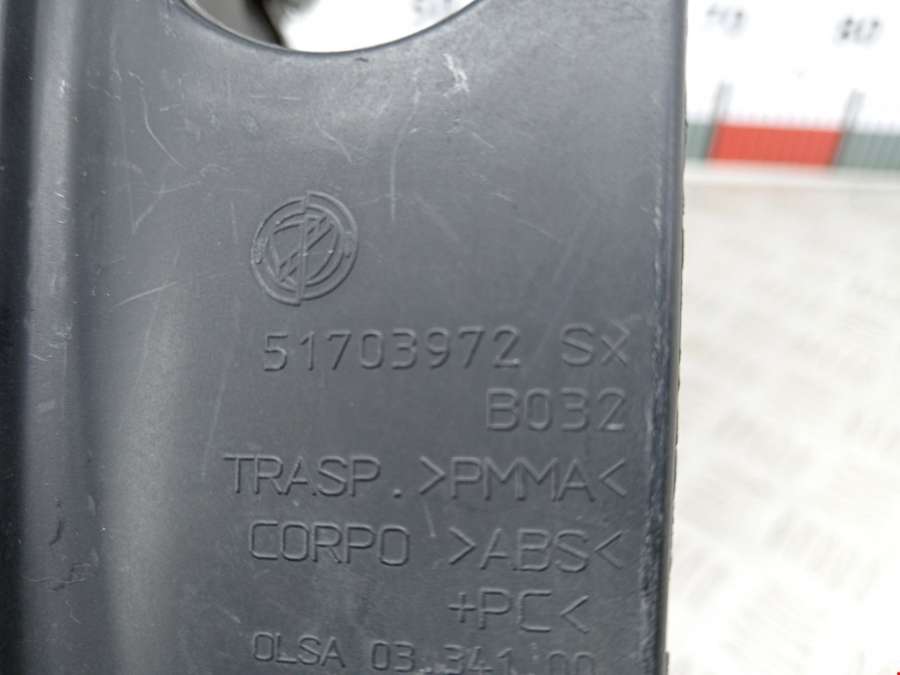 51703972 SX
B032
TRASP. >PMMA<
CORPO >ABS<
+PC<
OLSA 03.341.00